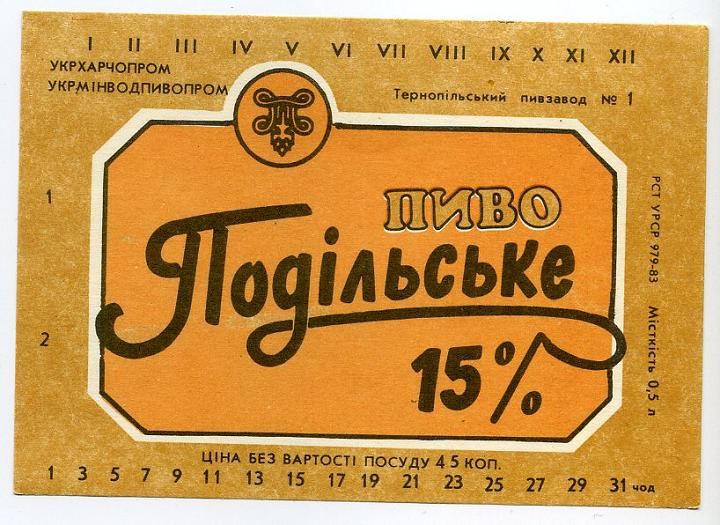 I II III IV V VI VII VIII IX X XI XII
УКРХАРЧОПРОМ
УКРМІНВОДПИВОПРОМ
Тернопільський пивзавод № 1
ПИВО
Подільське
15%
1
2
РСТ УРСР 979-83 Місткість 0,5 л
ЦІНА БЕЗ ВАРТОСТІ ПОСУДУ 45 КОП.
1 3 5 7 9 11 13 15 17 19 21 23 25 27 29 31 чод